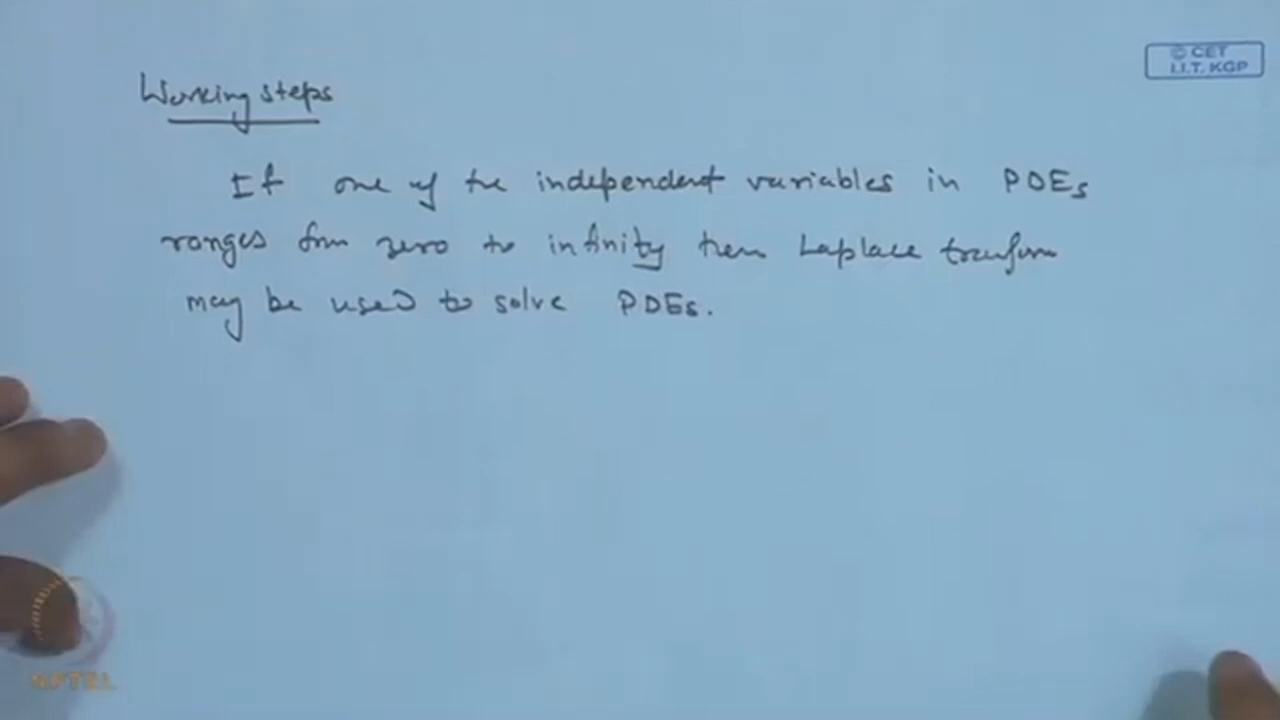 © CET
I.I.T. KGP
Working steps
If one of the independent variables in PDEs
ranges from zero to infinity then Laplace transform
may be used to solve PDEs.
NPTEL